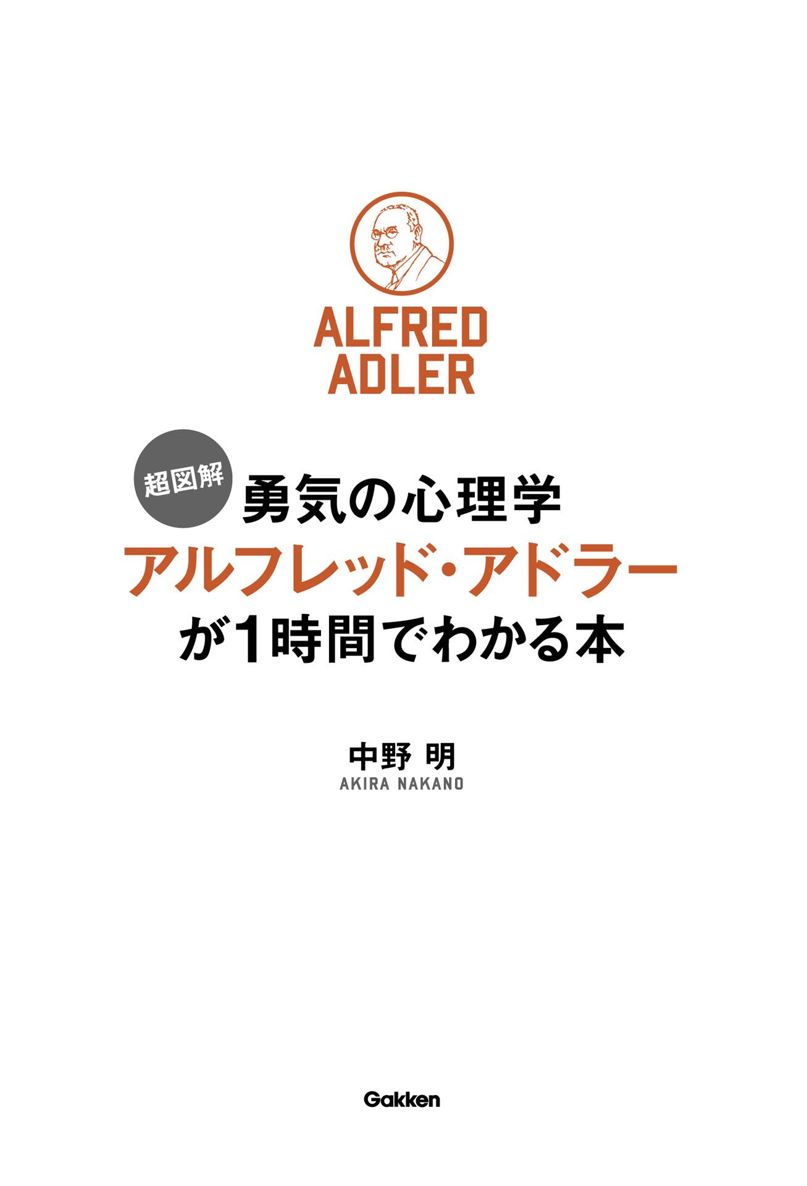 ALFRED
ADLER
超図解
勇気の心理学
アルフレッド・アドラー
が1時間でわかる本
中野 明
AKIRA NAKANO
Gakken